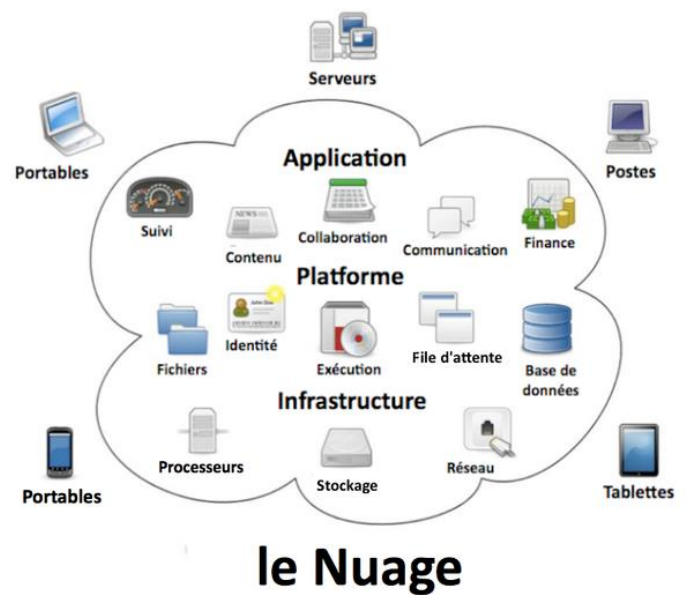 Serveurs
Portables
Postes
Application
Suivi
NEWS
Contenu
Collaboration
Communication
Finance
Platforme
Fichiers
Identité
Exécution
File d'attente
Base de
données
Infrastructure
Processeurs
Stockage
Réseau
Portables
Tablettes
le Nuage